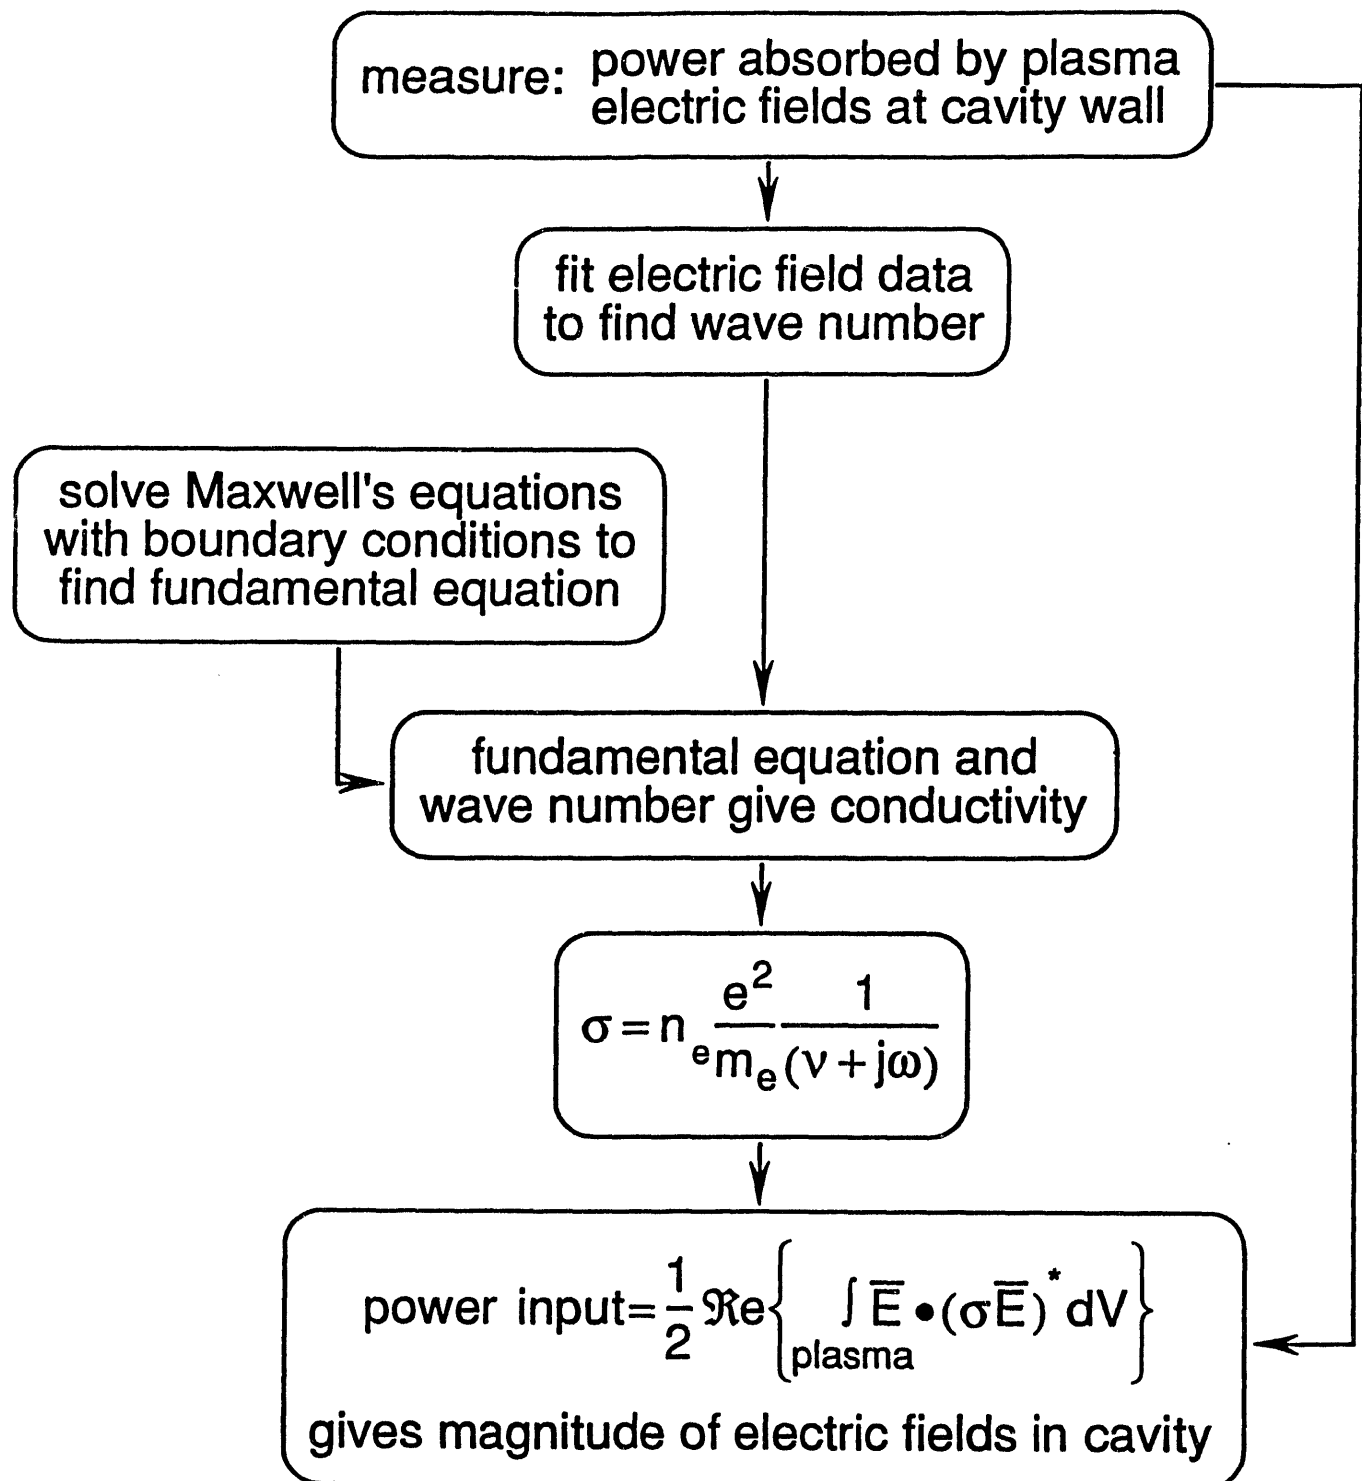 measure: power absorbed by plasma
electric fields at cavity wall
fit electric field data
to find wave number
solve Maxwell's equations
with boundary conditions to
find fundamental equation
fundamental equation and
wave number give conductivity
σ = n_e e²/m_e 1/(ν + jω)
power input = 1/2 ℜe{ ∫_plasma E̅ • (σE̅)* dV }
gives magnitude of electric fields in cavity